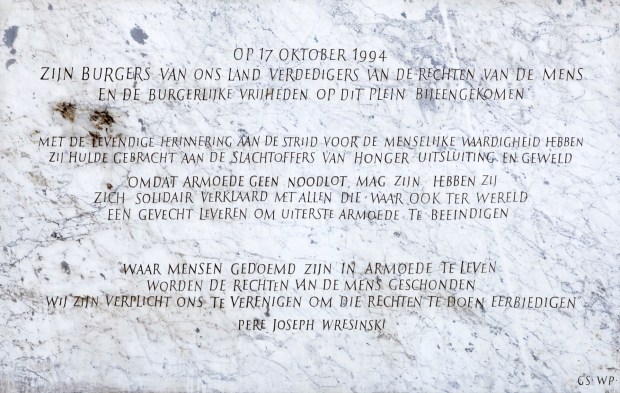 OP 17 OKTOBER 1994
ZIJN BURGERS VAN ONS LAND VERDEDIGERS VAN DE RECHTEN VAN DE MENS
EN DE BURGERLIJKE VRIJHEDEN OP DIT PLEIN BIJEENGEKOMEN
MET DE LEVENDIGE HERINNERING AAN DE STRIJD VOOR DE MENSELIJKE WAARDIGHEID HEBBEN
ZIJ HULDE GEBRACHT AAN DE SLACHTOFFERS VAN HONGER UITSLUITING EN GEWELD
OMDAT ARMOEDE GEEN NOODLOT MAG ZIJN HEBBEN ZIJ
ZICH SOLIDAIR VERKLAARD MET ALLEN DIE WAAR OOK TER WERELD
EEN GEVECHT LEVEREN OM UITERSTE ARMOEDE TE BEEINDIGEN
WAAR MENSEN GEDOEMD ZIJN IN ARMOEDE TE LEVEN
WORDEN DE RECHTEN VAN DE MENS GESCHONDEN
WIJ ZIJN VERPLICHT ONS TE VERENIGEN OM DIE RECHTEN TE DOEN EERBIEDIGEN
PERE JOSEPH WRESINSKI
GS·WP